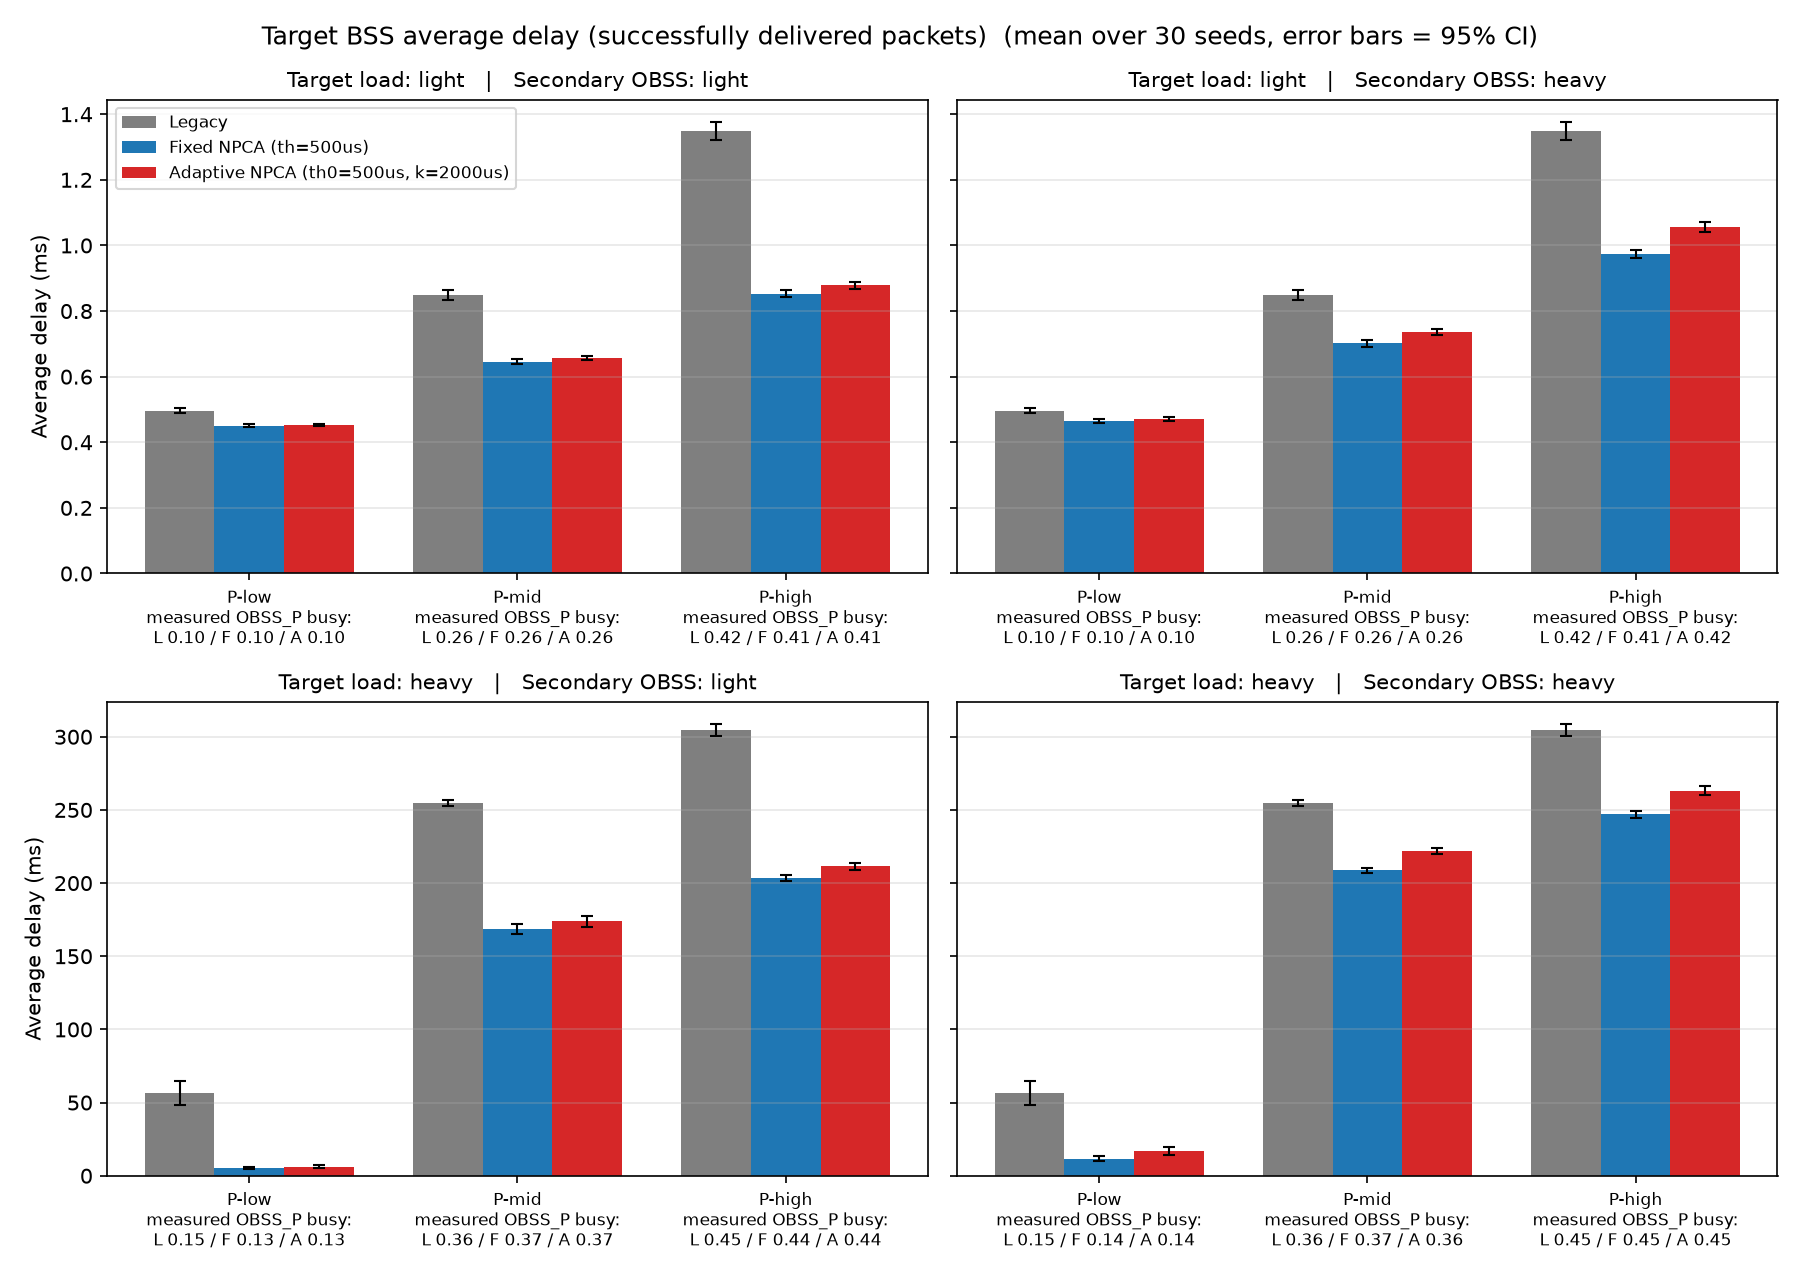 Target BSS average delay (successfully delivered packets)  (mean over 30 seeds, error bars = 95% CI)
Target load: light   |   Secondary OBSS: light
Target load: light   |   Secondary OBSS: heavy
Legacy
Fixed NPCA (th=500us)
Adaptive NPCA (th0=500us, k=2000us)
Average delay (ms)
1.4
1.2
1.0
0.8
0.6
0.4
0.2
0.0
P-low
measured OBSS_P busy:
L 0.10 / F 0.10 / A 0.10
P-mid
measured OBSS_P busy:
L 0.26 / F 0.26 / A 0.26
P-high
measured OBSS_P busy:
L 0.42 / F 0.41 / A 0.41
P-low
measured OBSS_P busy:
L 0.10 / F 0.10 / A 0.10
P-mid
measured OBSS_P busy:
L 0.26 / F 0.26 / A 0.26
P-high
measured OBSS_P busy:
L 0.42 / F 0.41 / A 0.42
Target load: heavy   |   Secondary OBSS: light
Target load: heavy   |   Secondary OBSS: heavy
Average delay (ms)
300
250
200
150
100
50
0
P-low
measured OBSS_P busy:
L 0.15 / F 0.13 / A 0.13
P-mid
measured OBSS_P busy:
L 0.36 / F 0.37 / A 0.37
P-high
measured OBSS_P busy:
L 0.45 / F 0.44 / A 0.44
P-low
measured OBSS_P busy:
L 0.15 / F 0.14 / A 0.14
P-mid
measured OBSS_P busy:
L 0.36 / F 0.37 / A 0.36
P-high
measured OBSS_P busy:
L 0.45 / F 0.45 / A 0.45